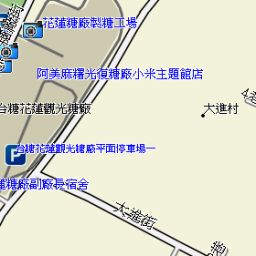 花蓮糖廠製糖工場
阿美麻糬光復糖廠小米主題館店
台糖花蓮觀光糖廠
大進村
台糖花蓮觀光糖廠平面停車場一
蓮糖廠副廠長宿舍
大進街